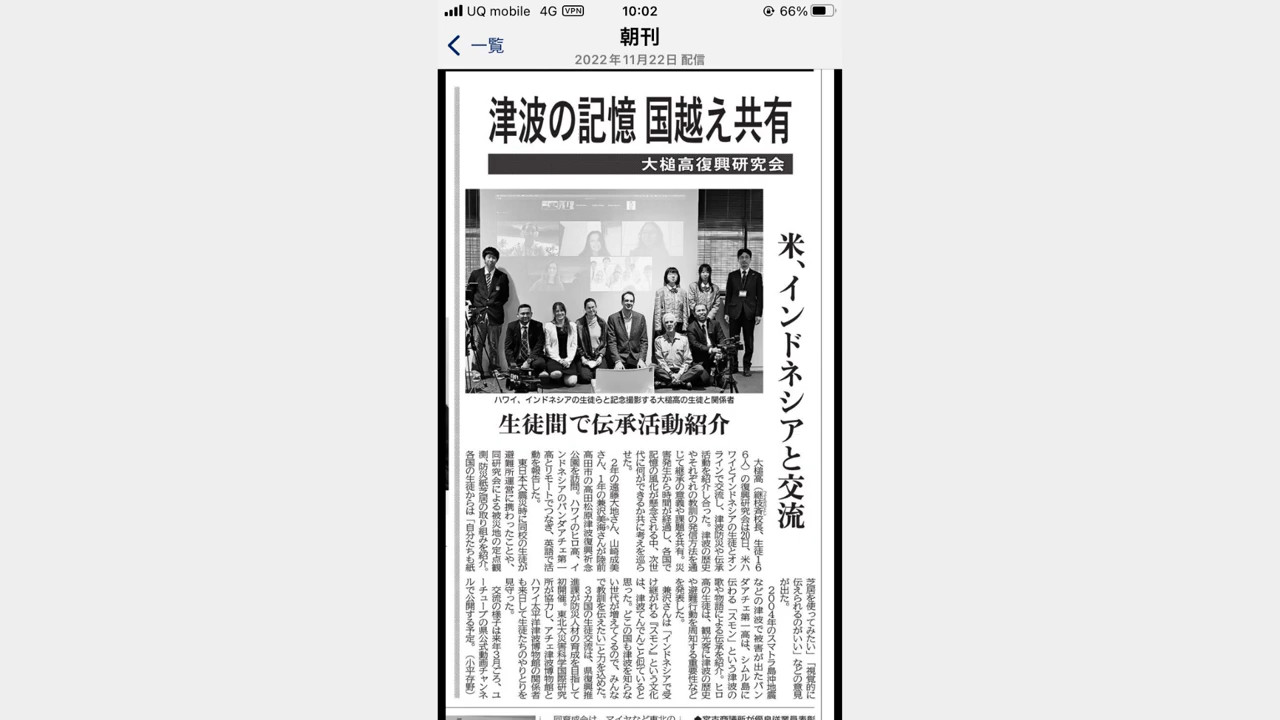 UQ mobile 4G VPN 10:02 66%
一覧
朝刊
2022年11月22日 配信
津波の記憶 国越え共有
大槌高復興研究会
米、インドネシアと交流
ハワイ、インドネシアの生徒らと記念撮影する大槌高の生徒と関係者
生徒間で伝承活動紹介
大槌高(継枝斉校長、生徒16
6人)の復興研究会は20日、米ハ
ワイとインドネシアの生徒とオン
ラインで交流し、津波防災や伝承
活動を紹介し合った。津波の歴史
やそれぞれの教訓の発信方法を通
じて継承の意義や課題を共有。災
害発生から時間が経過し、各国で
記憶の風化が懸念される中、次世
代に何ができるか共に考えを巡ら
せた。
2年の遠藤大地さん、山崎成美
さん、1年の兼沢美海さんが陸前
高田市の高田松原津波復興祈念
公園を訪問。ハワイのヒロ高、イ
ンドネシアのバンダアチェ第一
高とリモートでつなぎ、英語で活
動を報告した。
東日本大震災時に同校の生徒が
避難所運営に携わったことや、
同研究会による被災地の定点観
測、防災紙芝居の取り組みを紹介。
各国の生徒からは「自分たちも紙
芝居を使ってみたい」「視覚的に
伝えられるのがいい」などの意見
が出た。
2004年のスマトラ島沖地震
などの津波で被害が出たバン
ダアチェ第一高は、シムル島に
伝わる「スモン」という津波の
歌や物語による伝承を紹介。ヒロ
高の生徒は、観光客に津波の歴史
や避難行動を周知する重要性など
を発表した。
兼沢さんは「インドネシアで受
け継がれる『スモン』という文化
は、津波てんでんこと似ていると
思った。どこの国も津波を知らな
い世代が増えてくるので、みんな
で教訓を伝えたい」と力を込めた。
3カ国の生徒交流は、県復興推
進課が防災人材の育成を目指して
初開催。東北大災害科学国際研究
所が協力し、アチェ津波博物館と
ハワイ太平洋津波博物館の関係者
も来日して生徒たちのやりとりを
見守った。
交流の様子は来年3月ごろ、ユ
ーチューブの県公式動画チャンネ
ルで公開する予定。(小平存野)
同育成会は、アイヤなど東北の
◆宮古商議所が優良従業員表彰